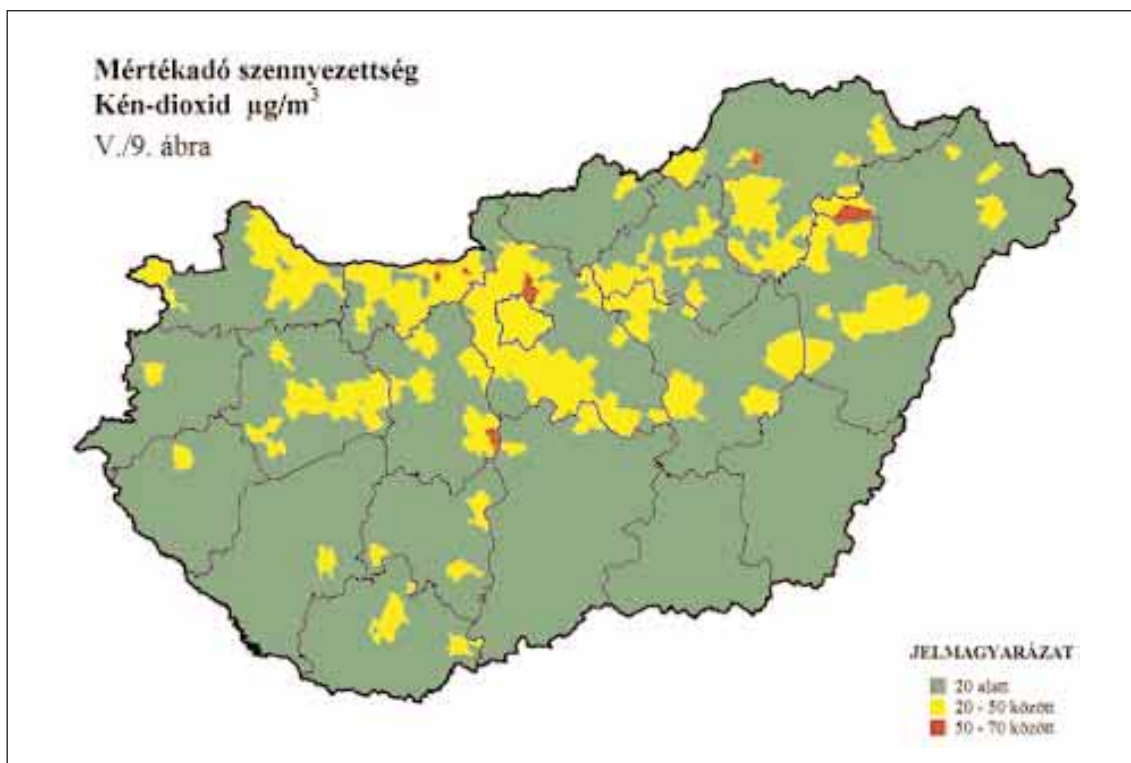 Mértékadó szennyezettség
Kén-dioxid µg/m³
V./9. ábra
JELMAGYARÁZAT
20 alatt
20 - 50 között
50 - 70 között